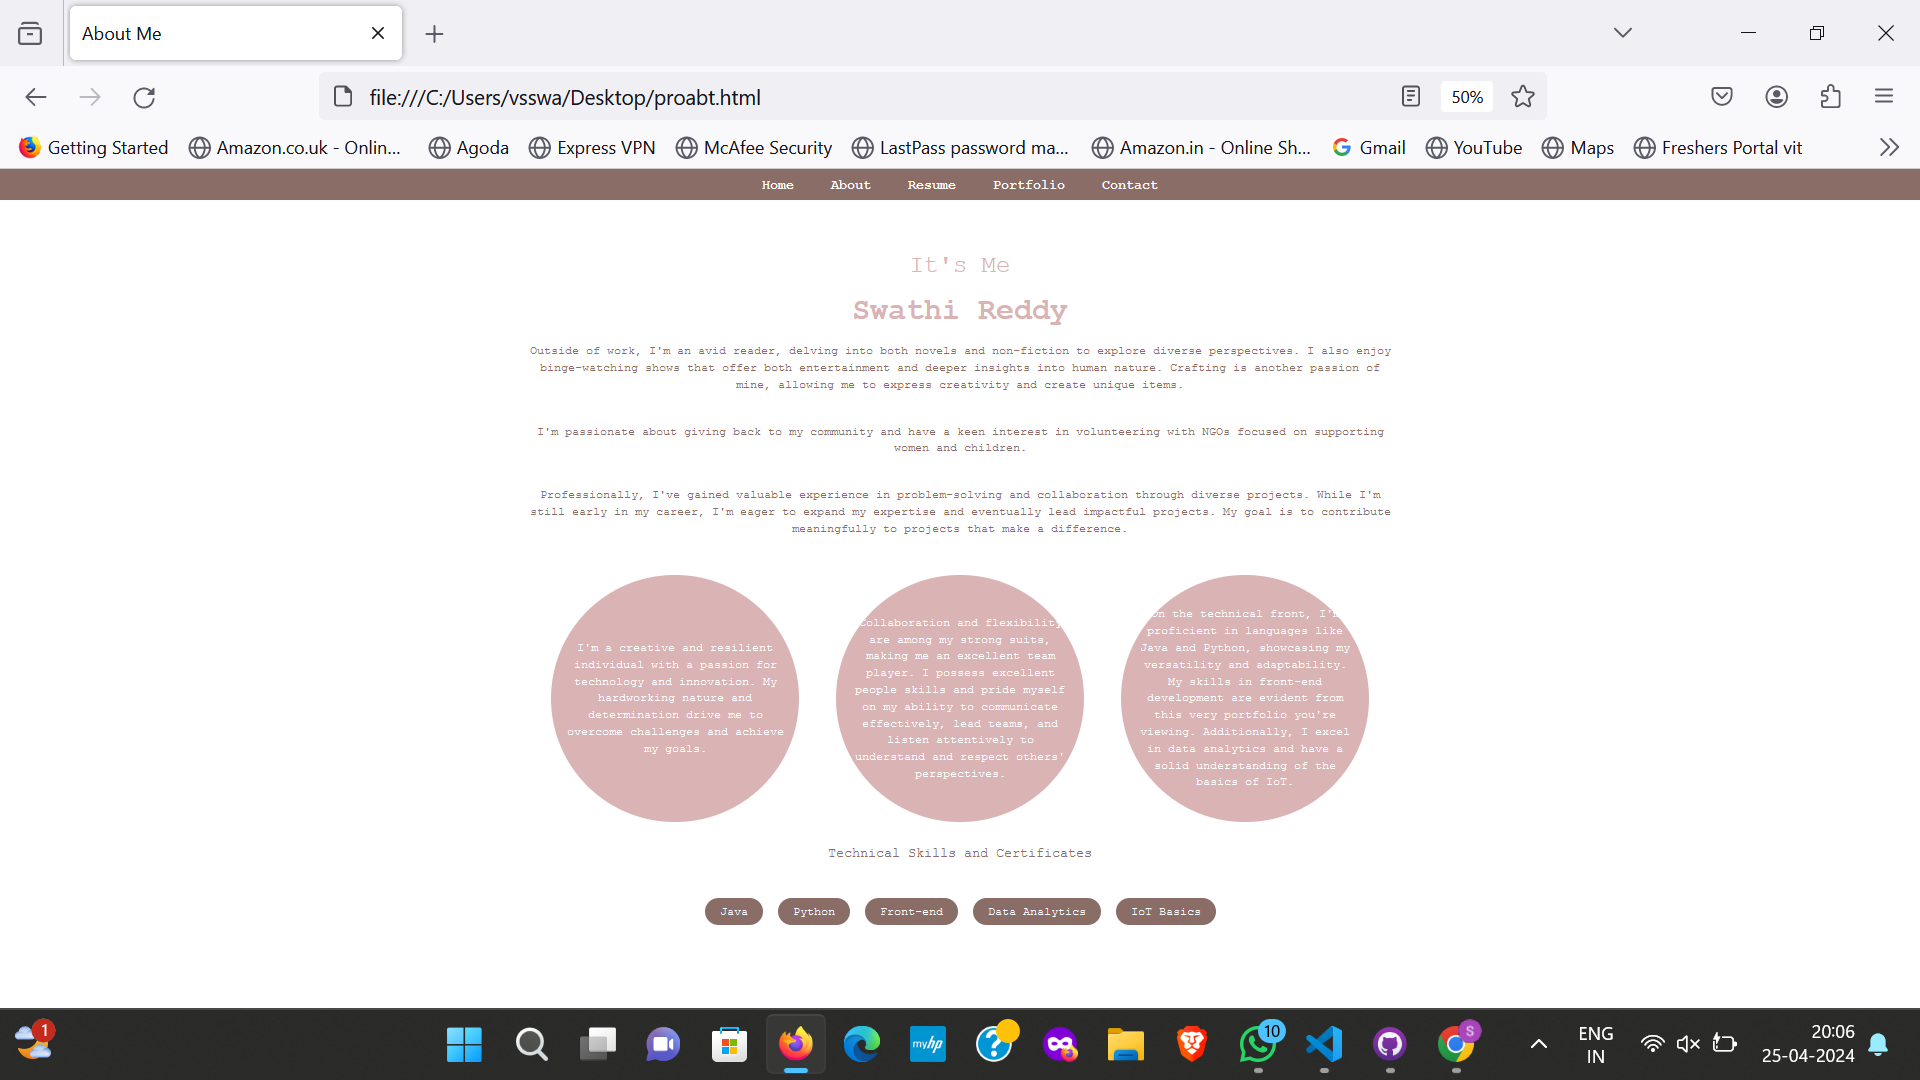 About Me
file:///C:/Users/vsswa/Desktop/proabt.html
50%
Getting Started Amazon.co.uk - Onlin... Agoda Express VPN McAfee Security LastPass password ma... Amazon.in - Online Sh... Gmail YouTube Maps Freshers Portal vit
Home About Resume Portfolio Contact
It's Me
Swathi Reddy
Outside of work, I'm an avid reader, delving into both novels and non-fiction to explore diverse perspectives. I also enjoy
binge-watching shows that offer both entertainment and deeper insights into human nature. Crafting is another passion of
mine, allowing me to express creativity and create unique items.
I'm passionate about giving back to my community and have a keen interest in volunteering with NGOs focused on supporting
women and children.
Professionally, I've gained valuable experience in problem-solving and collaboration through diverse projects. While I'm
still early in my career, I'm eager to expand my expertise and eventually lead impactful projects. My goal is to contribute
meaningfully to projects that make a difference.
I'm a creative and resilient
individual with a passion for
technology and innovation. My
hardworking nature and
determination drive me to
overcome challenges and achieve
my goals.
Collaboration and flexibility
are among my strong suits,
making me an excellent team
player. I possess excellent
people skills and pride myself
on my ability to communicate
effectively, lead teams, and
listen attentively to
understand and respect others'
perspectives.
On the technical front, I'm
proficient in languages like
Java and Python, showcasing my
versatility and adaptability.
My skills in front-end
development are evident from
this very portfolio you're
viewing. Additionally, I excel
in data analytics and have a
solid understanding of the
basics of IoT.
Technical Skills and Certificates
Java Python Front-end Data Analytics IoT Basics
1
myhp
10
S
ENG
IN
20:06
25-04-2024